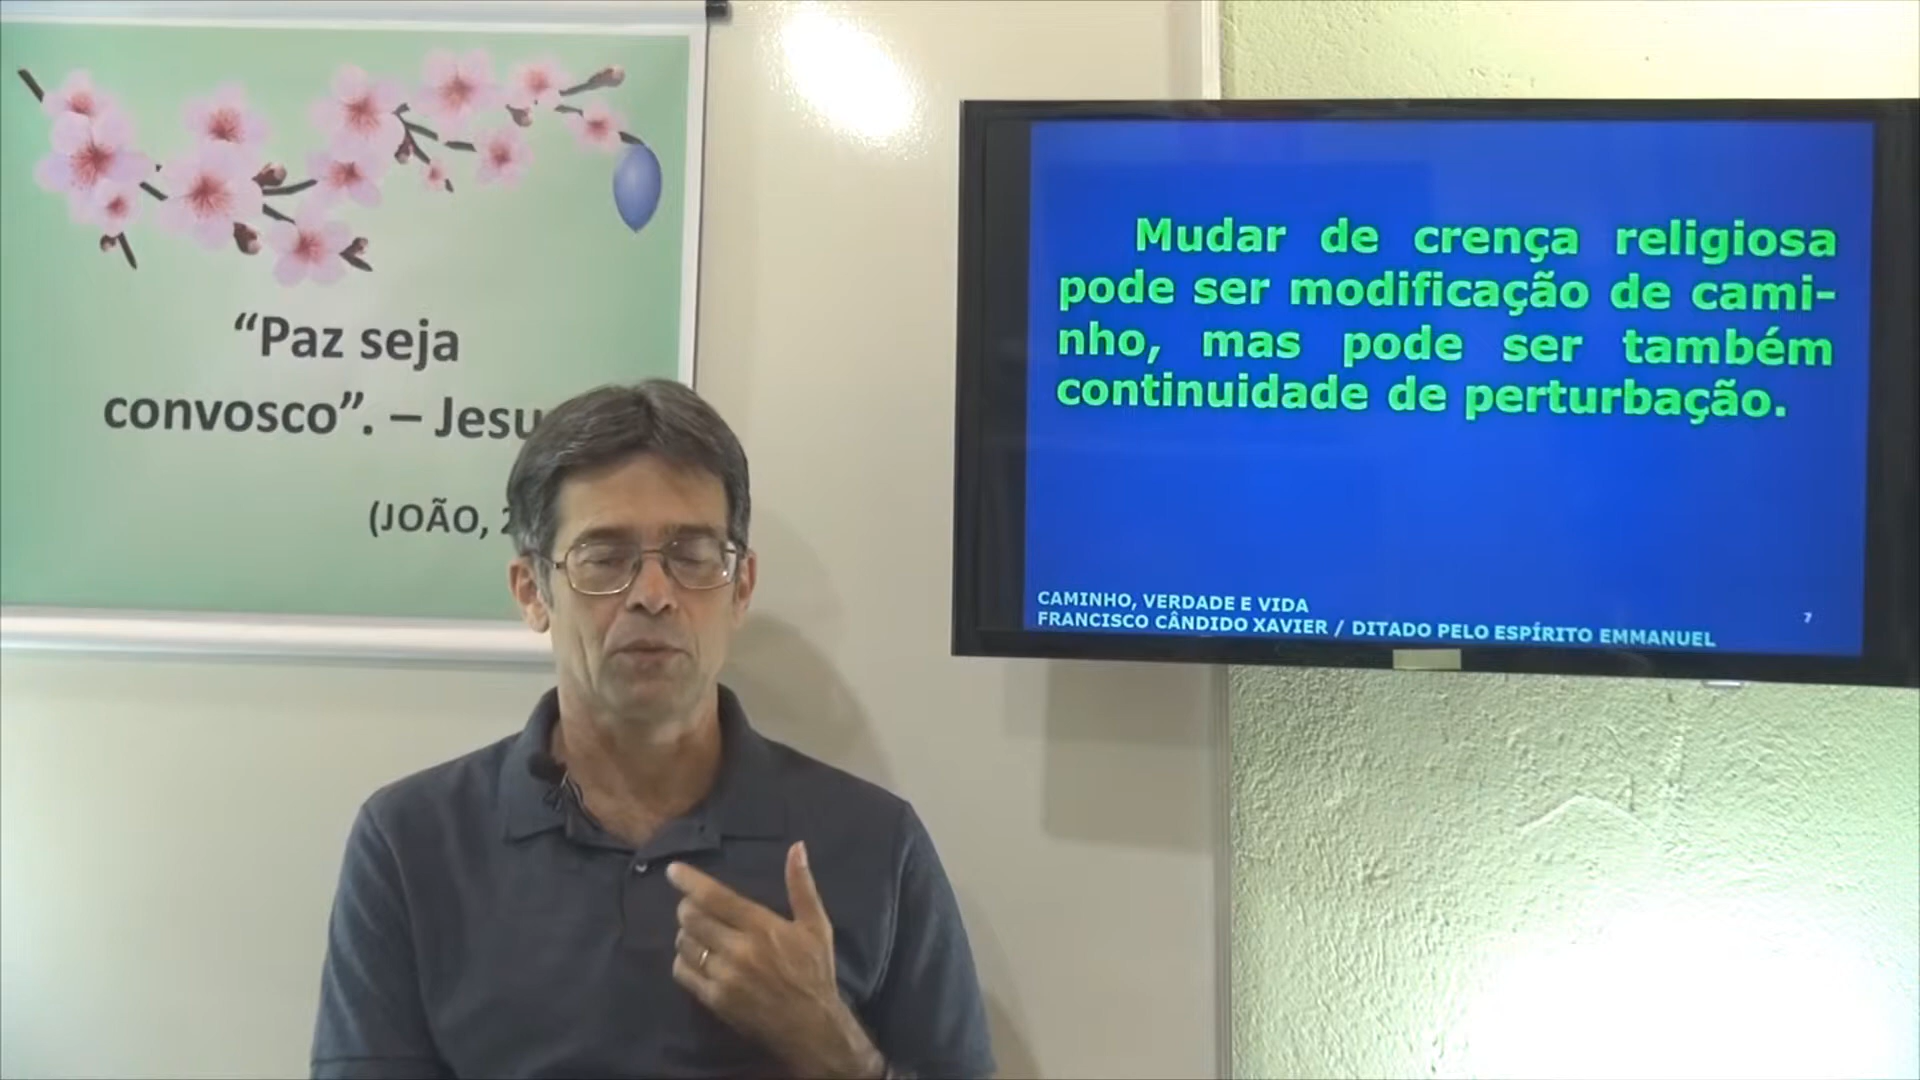 “Paz seja
convosco”. – Jesu
(JOÃO, 2
Mudar de crença religiosa
pode ser modificação de cami-
nho, mas pode ser também
continuidade de perturbação.
CAMINHO, VERDADE E VIDA
FRANCISCO CÂNDIDO XAVIER / DITADO PELO ESPÍRITO EMMANUEL
7